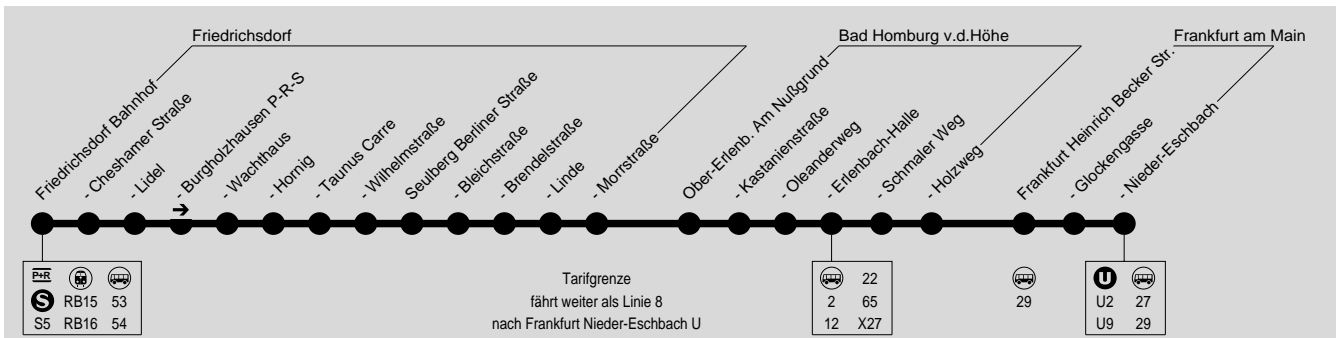 Friedrichsdorf
Bad Homburg v.d.Höhe
Frankfurt am Main
Friedrichsdorf Bahnhof
- Cheshamer Straße
- Lidel
- Burgholzhausen P-R-S
- Wachthaus
- Hornig
- Taunus Carre
- Wilhelmstraße
Seulberg Berliner Straße
- Bleichstraße
- Brendelstraße
- Linde
- Morrstraße
Ober-Erlenb. Am Nußgrund
- Kastanienstraße
- Oleanderweg
- Erlenbach-Halle
- Schmaler Weg
- Holzweg
Frankfurt Heinrich Becker Str.
- Glockengasse
- Nieder-Eschbach
P+R
S RB15 53
S5 RB16 54
Tarifgrenze
fährt weiter als Linie 8
nach Frankfurt Nieder-Eschbach U
22
2 65
12 X27
29
U
U2 27
U9 29